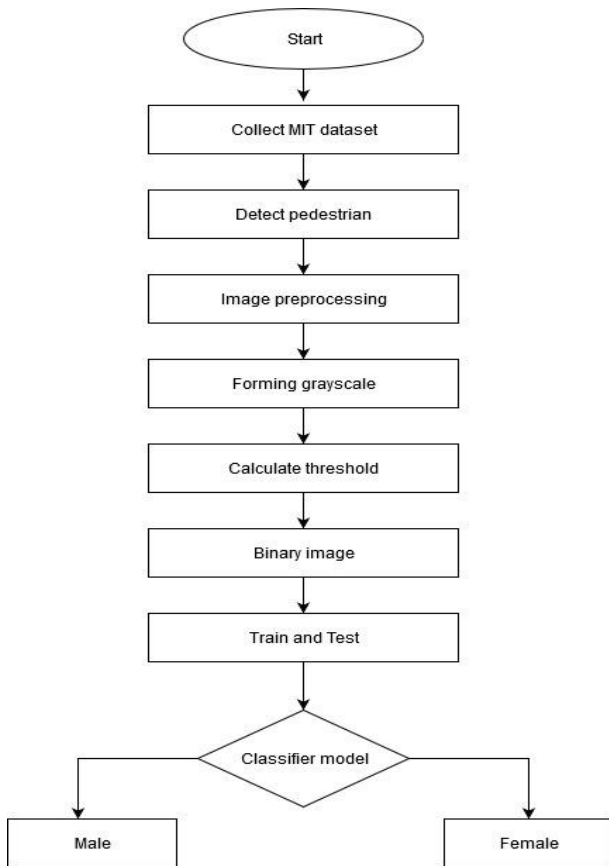 Start
Collect MIT dataset
Detect pedestrian
Image preprocessing
Forming grayscale
Calculate threshold
Binary image
Train and Test
Classifier model
Male
Female